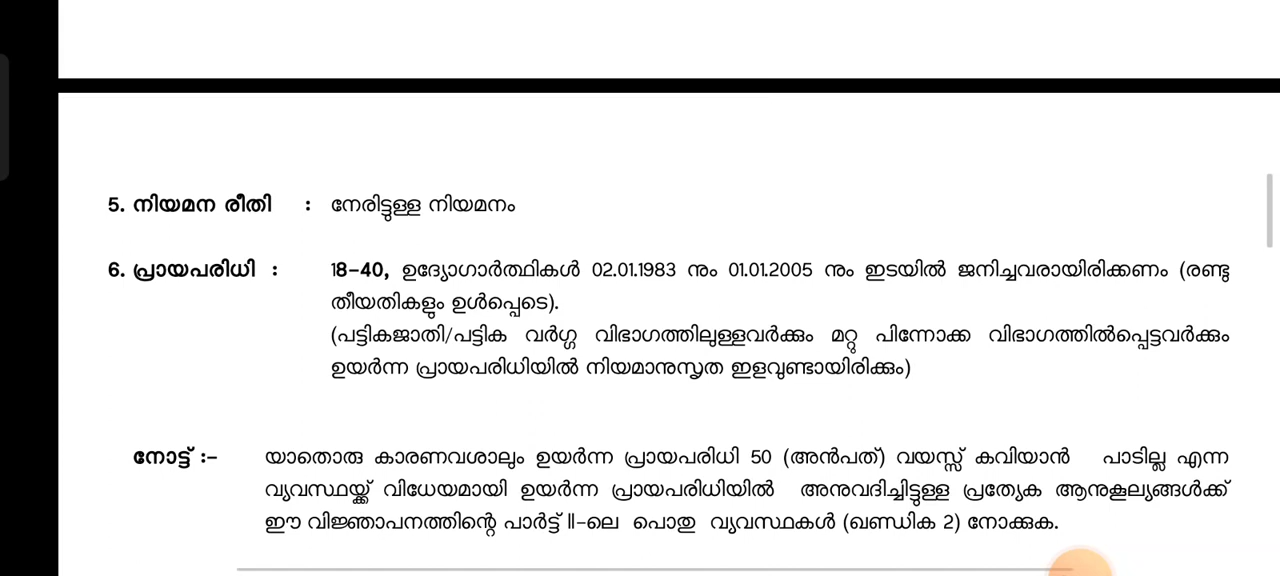 5. നിയമന രീതി : നേരിട്ടുള്ള നിയമനം
6. പ്രായപരിധി : 18-40, ഉദ്യോഗാർത്ഥികൾ 02.01.1983 നും 01.01.2005 നും ഇടയിൽ ജനിച്ചവരായിരിക്കണം (രണ്ടു
തീയതികളും ഉൾപ്പെടെ).
(പട്ടികജാതി/പട്ടിക വർഗ്ഗ വിഭാഗത്തിലുള്ളവർക്കും മറ്റു പിന്നോക്ക വിഭാഗത്തിൽപ്പെട്ടവർക്കും
ഉയർന്ന പ്രായപരിധിയിൽ നിയമാനുസൃത ഇളവുണ്ടായിരിക്കും)
നോട്ട് :- യാതൊരു കാരണവശാലും ഉയർന്ന പ്രായപരിധി 50 (അൻപത്) വയസ്സ് കവിയാൻ പാടില്ല എന്ന
വ്യവസ്ഥയ്ക്ക് വിധേയമായി ഉയർന്ന പ്രായപരിധിയിൽ അനുവദിച്ചിട്ടുള്ള പ്രത്യേക ആനുകൂല്യങ്ങൾക്ക്
ഈ വിജ്ഞാപനത്തിന്റെ പാർട്ട് II-ലെ പൊതു വ്യവസ്ഥകൾ (ഖണ്ഡിക 2) നോക്കുക.